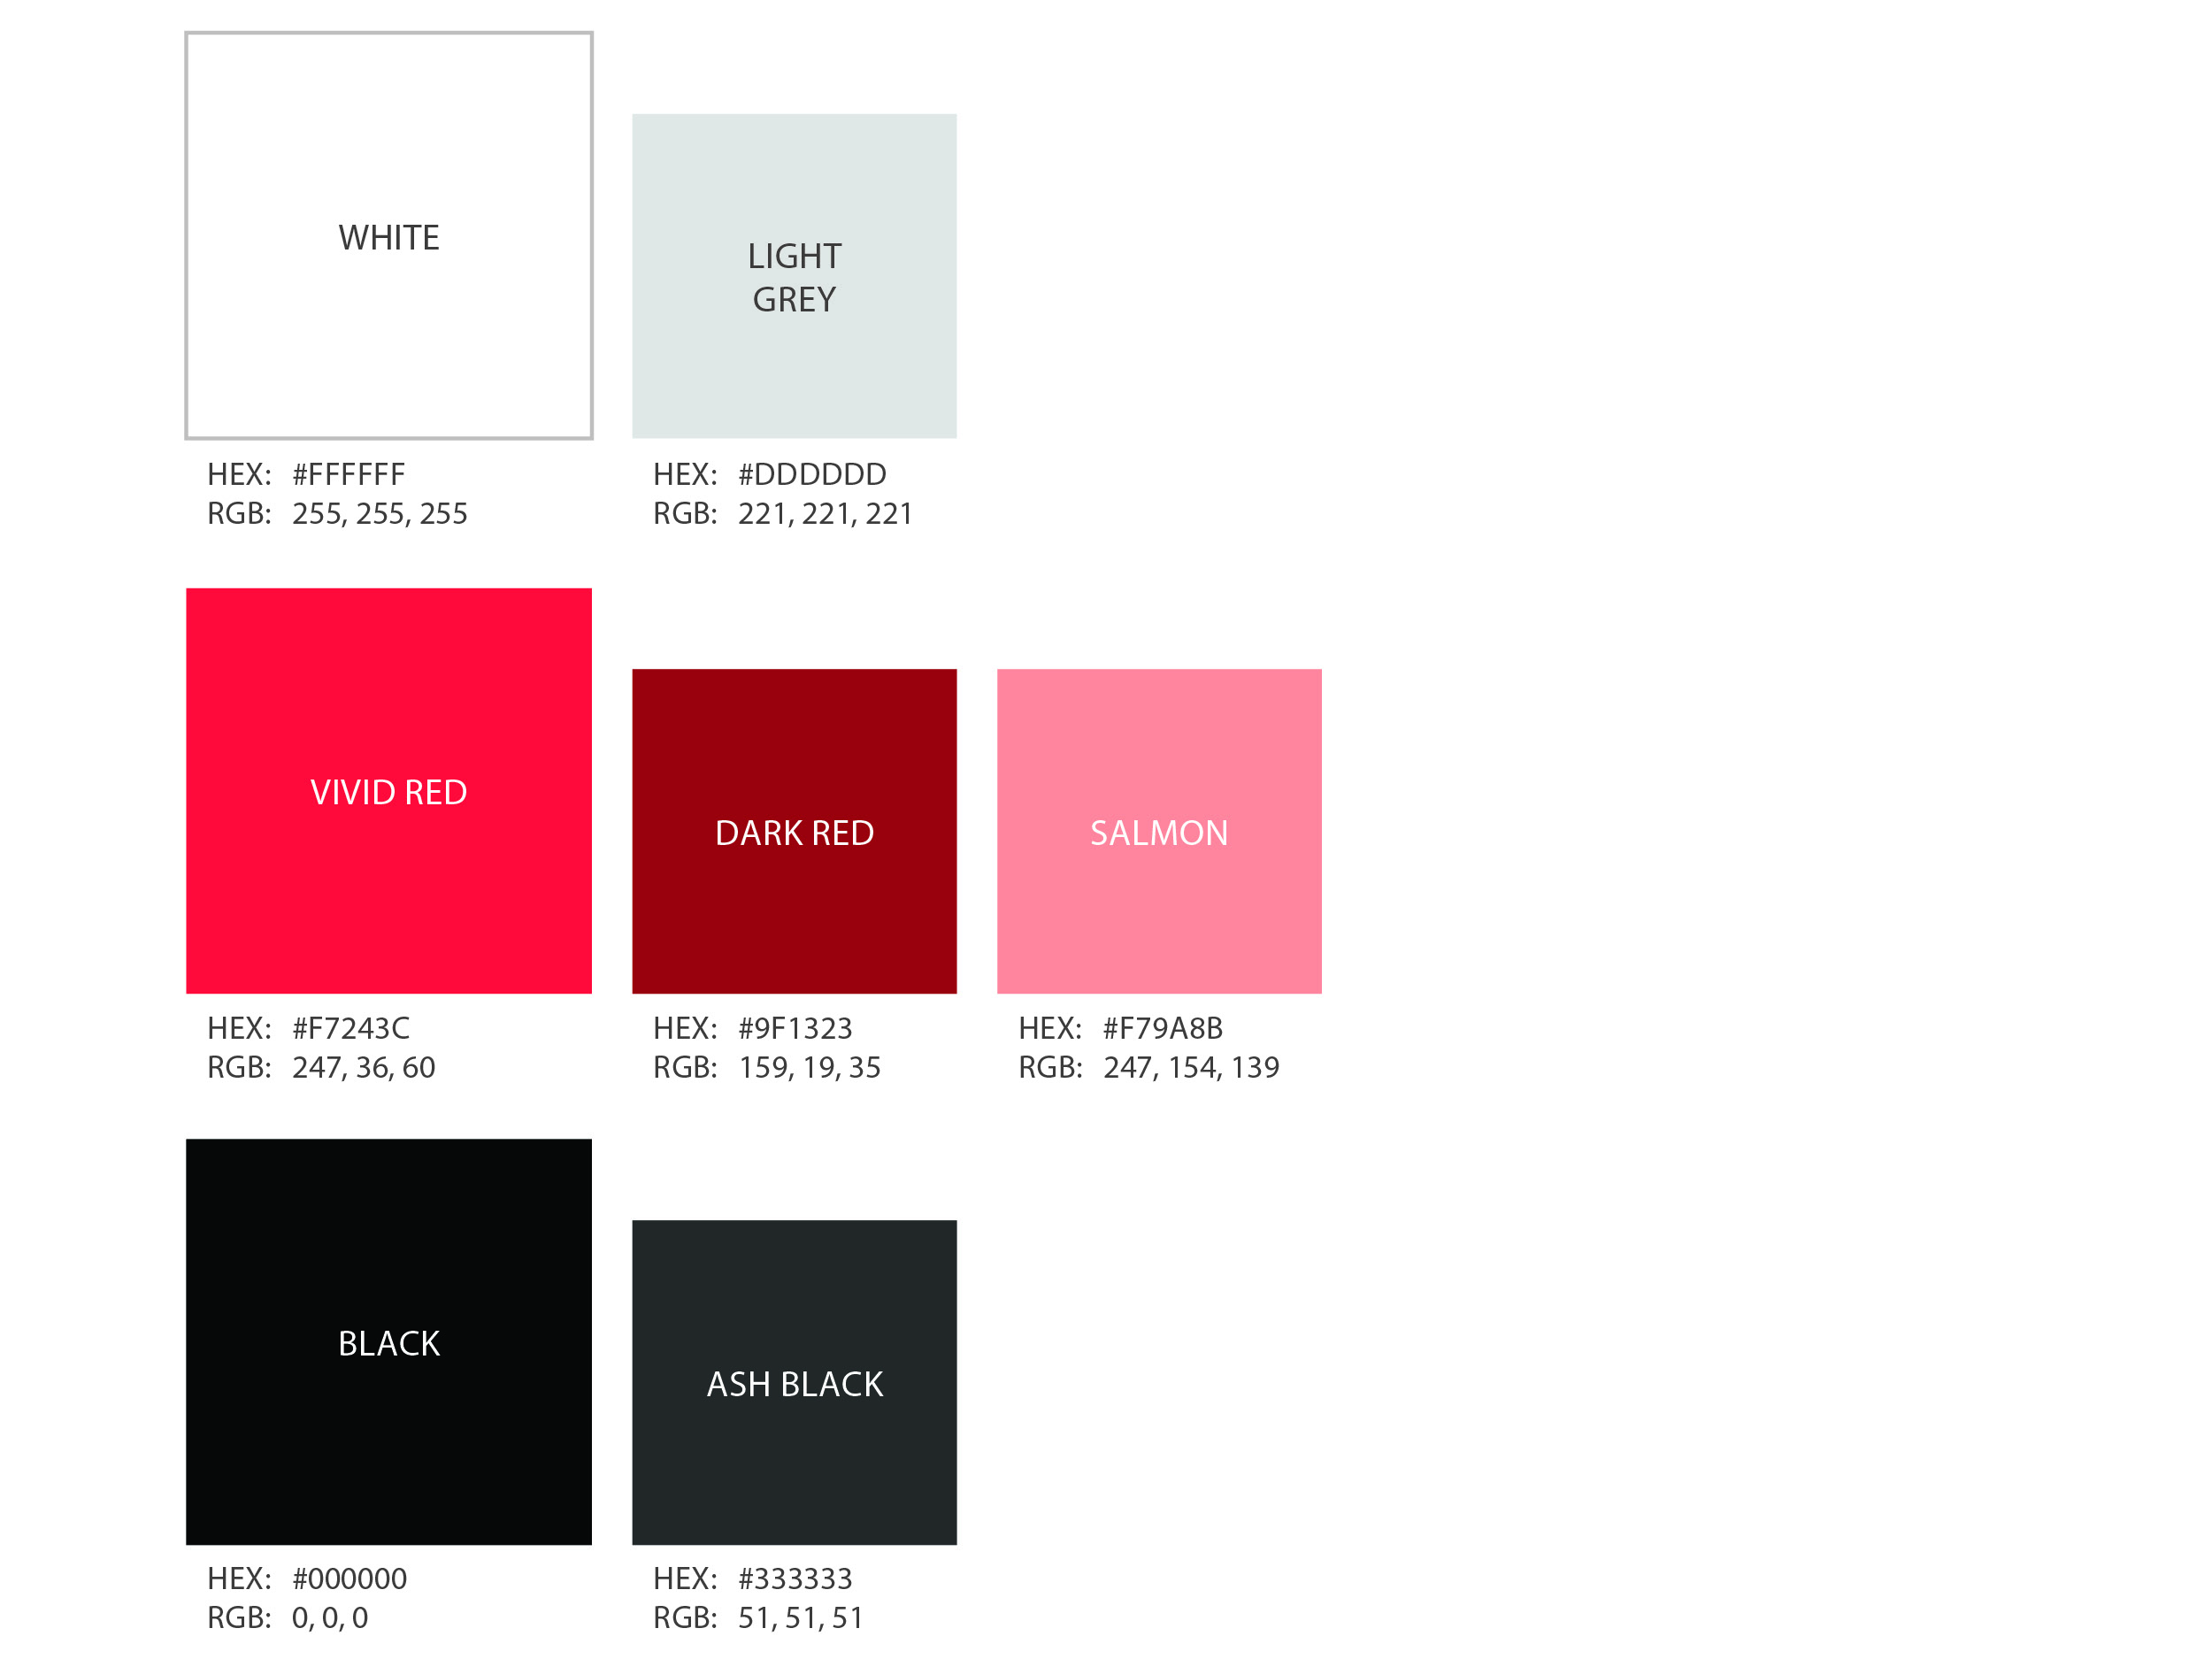 WHITE
HEX: #FFFFFF
RGB: 255, 255, 255
LIGHT
GREY
HEX: #DDDDDD
RGB: 221, 221, 221
VIVID RED
HEX: #F7243C
RGB: 247, 36, 60
DARK RED
HEX: #9F1323
RGB: 159, 19, 35
SALMON
HEX: #F79A8B
RGB: 247, 154, 139
BLACK
HEX: #000000
RGB: 0, 0, 0
ASH BLACK
HEX: #333333
RGB: 51, 51, 51